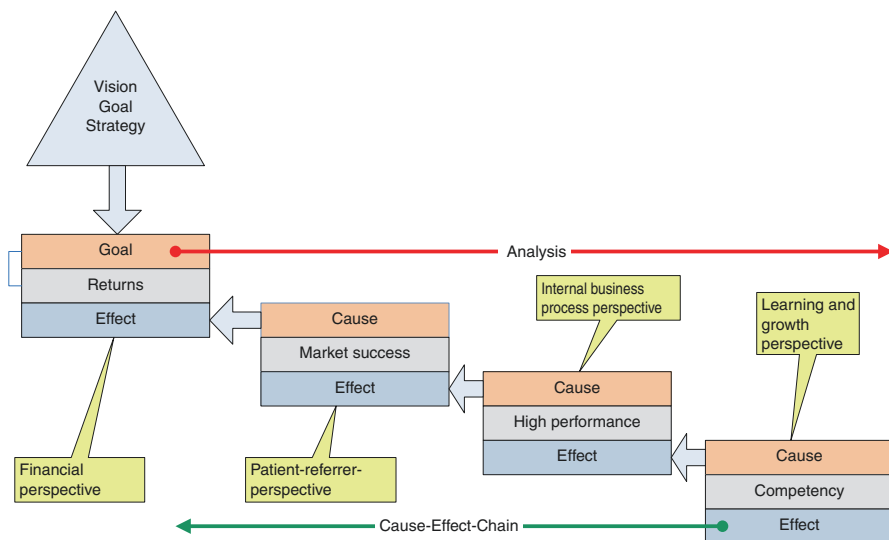 Vision
Goal
Strategy
Goal
Returns
Effect
Analysis
Cause
Market success
Effect
Internal business
process perspective
Cause
High performance
Effect
Learning and
growth
perspective
Cause
Competency
Effect
Financial
perspective
Patient-referrer-
perspective
Cause-Effect-Chain